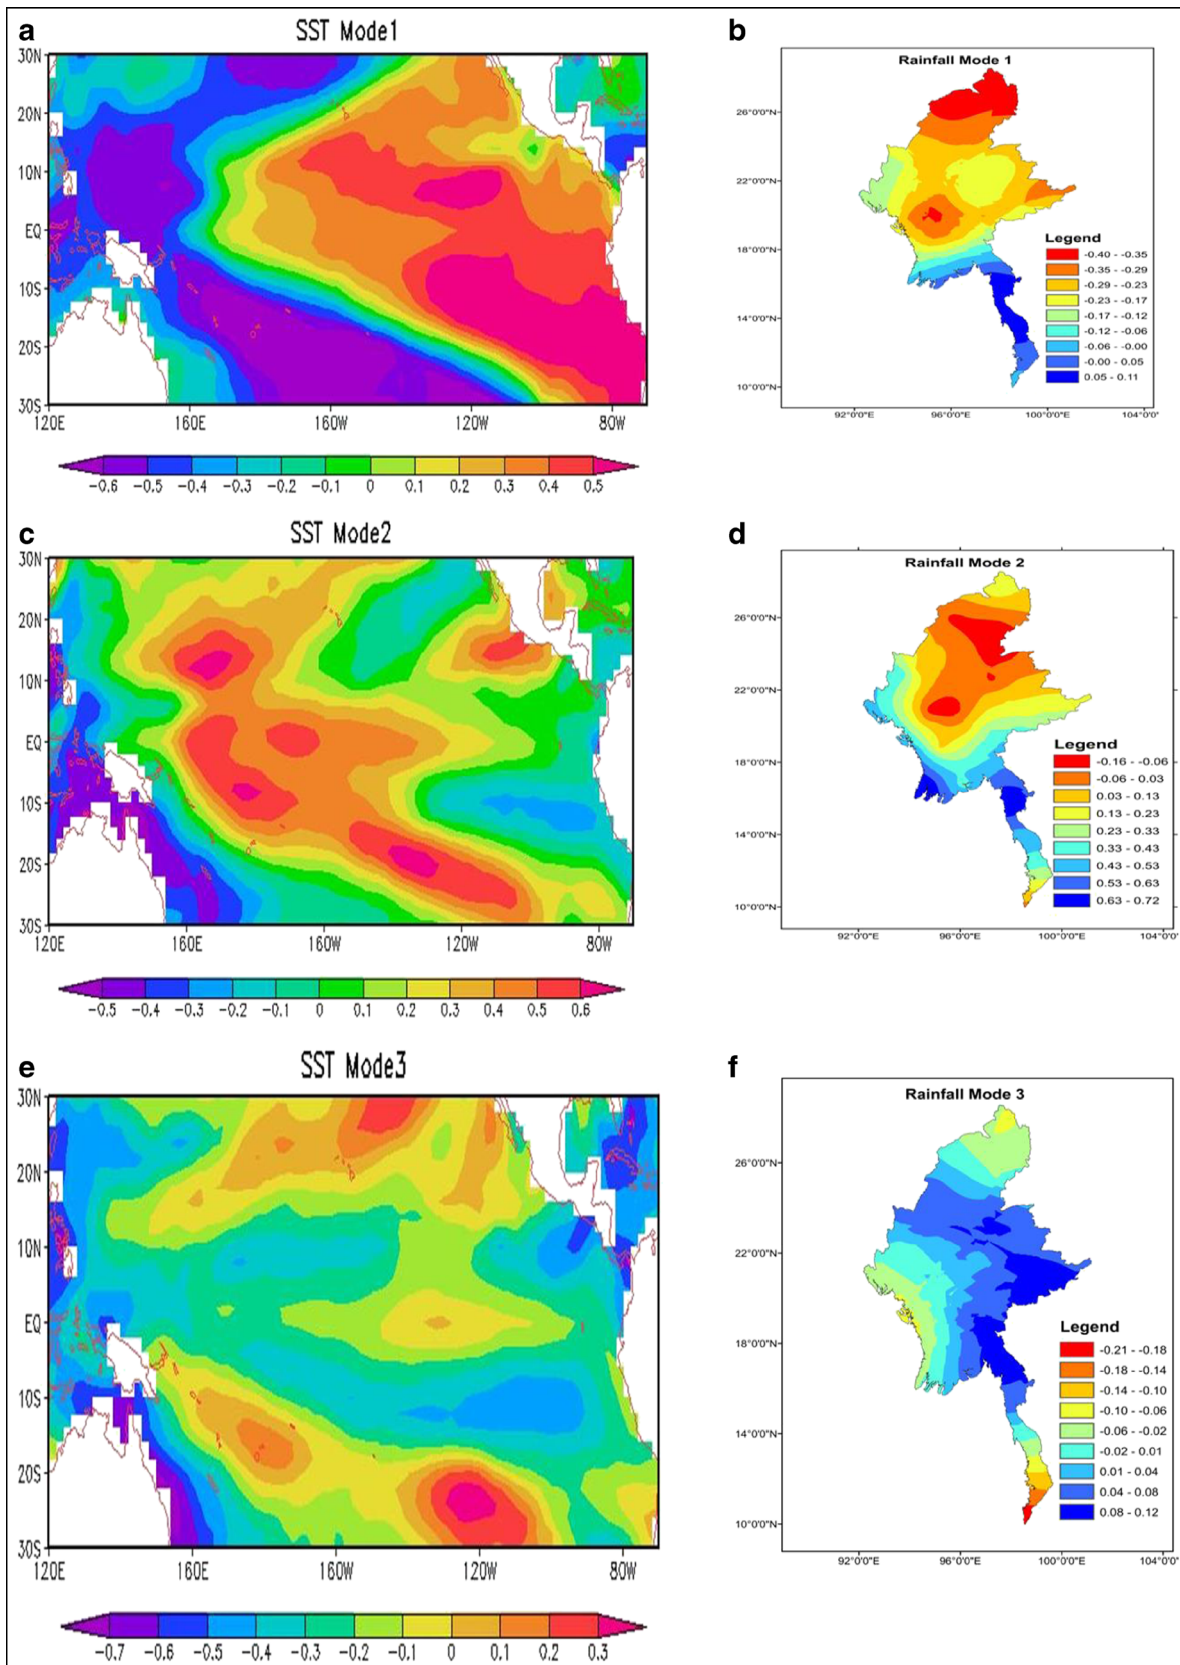 a
SST Mode1
30N
20N
10N
EQ
10S
20S
30S
120E 160E 160W 120W 80W
-0.6 -0.5 -0.4 -0.3 -0.2 -0.1 0 0.1 0.2 0.3 0.4 0.5
b
Rainfall Mode 1
26°0'0"N
22°0'0"N
18°0'0"N
14°0'0"N
10°0'0"N
92°0'0"E 96°0'0"E 100°0'0"E 104°0'
Legend
-0.40 - -0.35
-0.35 - -0.29
-0.29 - -0.23
-0.23 - -0.17
-0.17 - -0.12
-0.12 - -0.06
-0.06 - -0.00
-0.00 - 0.05
0.05 - 0.11
c
SST Mode2
30N
20N
10N
EQ
10S
20S
30S
120E 160E 160W 120W 80W
-0.5 -0.4 -0.3 -0.2 -0.1 0 0.1 0.2 0.3 0.4 0.5 0.6
d
Rainfall Mode 2
26°0'0"N
22°0'0"N
18°0'0"N
14°0'0"N
10°0'0"N
92°0'0"E 96°0'0"E 100°0'0"E 104°0'
Legend
-0.16 - -0.06
-0.06 - 0.03
0.03 - 0.13
0.13 - 0.23
0.23 - 0.33
0.33 - 0.43
0.43 - 0.53
0.53 - 0.63
0.63 - 0.72
e
SST Mode3
30N
20N
10N
EQ
10S
20S
30S
120E 160E 160W 120W 80W
-0.7 -0.6 -0.5 -0.4 -0.3 -0.2 -0.1 0 0.1 0.2 0.3
f
Rainfall Mode 3
26°0'0"N
22°0'0"N
18°0'0"N
14°0'0"N
10°0'0"N
92°0'0"E 96°0'0"E 100°0'0"E 104°0'
Legend
-0.21 - -0.18
-0.18 - -0.14
-0.14 - -0.10
-0.10 - -0.06
-0.06 - -0.02
-0.02 - 0.01
0.01 - 0.04
0.04 - 0.08
0.08 - 0.12